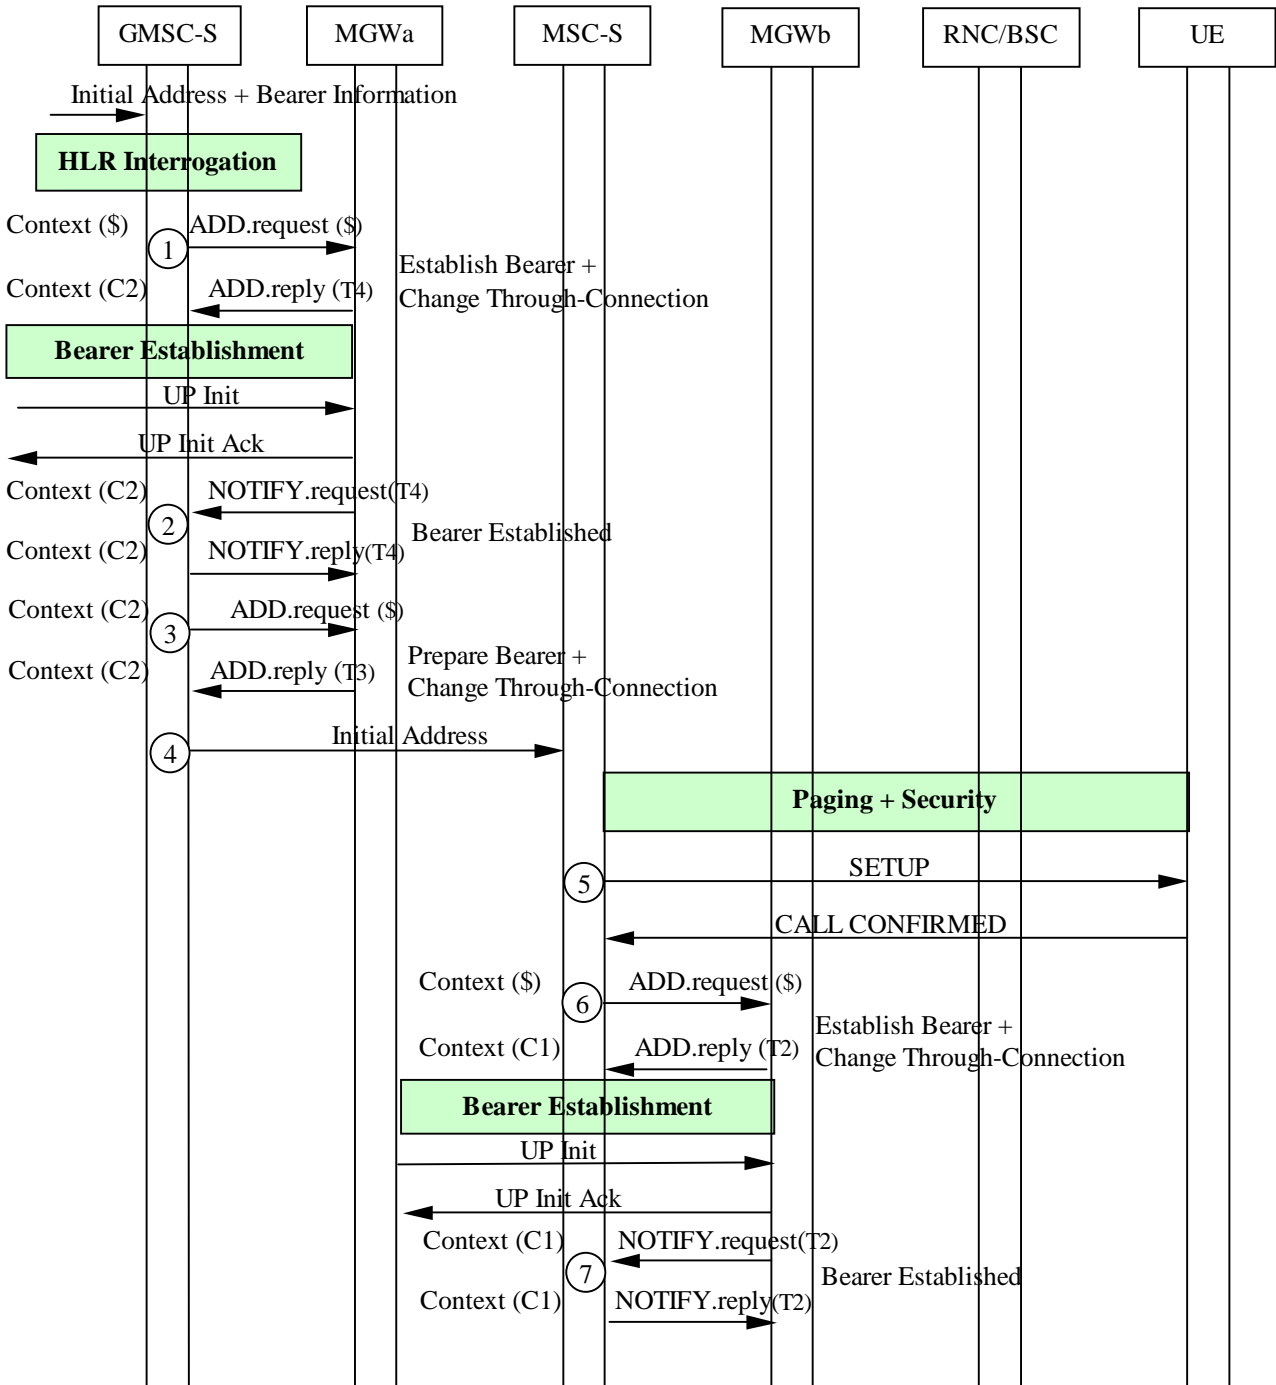 GMSC-S MGWa MSC-S MGWb RNC/BSC UE
Initial Address + Bearer Information
HLR Interrogation
Context ($) 1 ADD.request ($)
Establish Bearer +
Context (C2) ADD.reply (T4)
Change Through-Connection
Bearer Establishment
UP Init
UP Init Ack
Context (C2) NOTIFY.request(T4)
2
Bearer Established
Context (C2) NOTIFY.reply(T4)
Context (C2) ADD.request ($)
3
Prepare Bearer +
Context (C2) ADD.reply (T3)
Change Through-Connection
4 Initial Address
Paging + Security
5 SETUP
CALL CONFIRMED
Context ($) 6 ADD.request ($)
Establish Bearer +
Context (C1) ADD.reply (T2)
Change Through-Connection
Bearer Establishment
UP Init
UP Init Ack
Context (C1) NOTIFY.request(T2)
7
Bearer Established
Context (C1) NOTIFY.reply(T2)